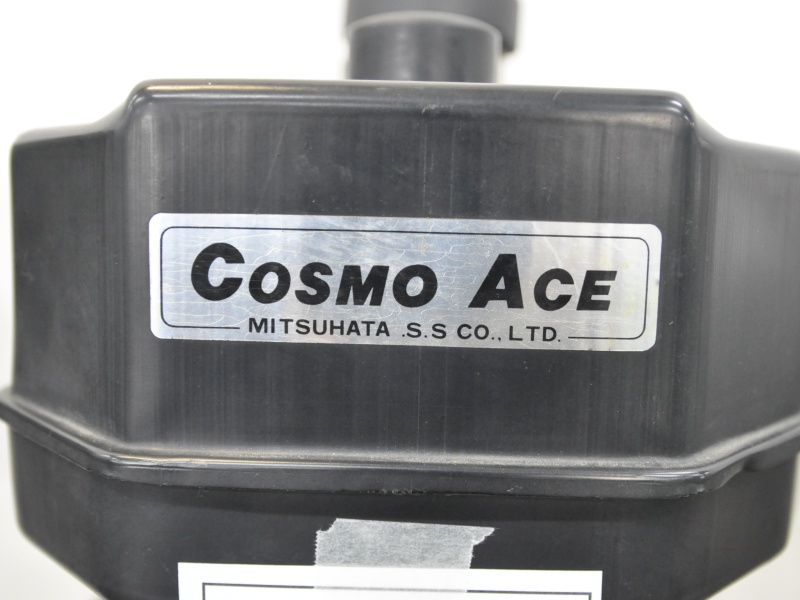 COSMO ACE
MITSUHATA .S.S CO., LTD.